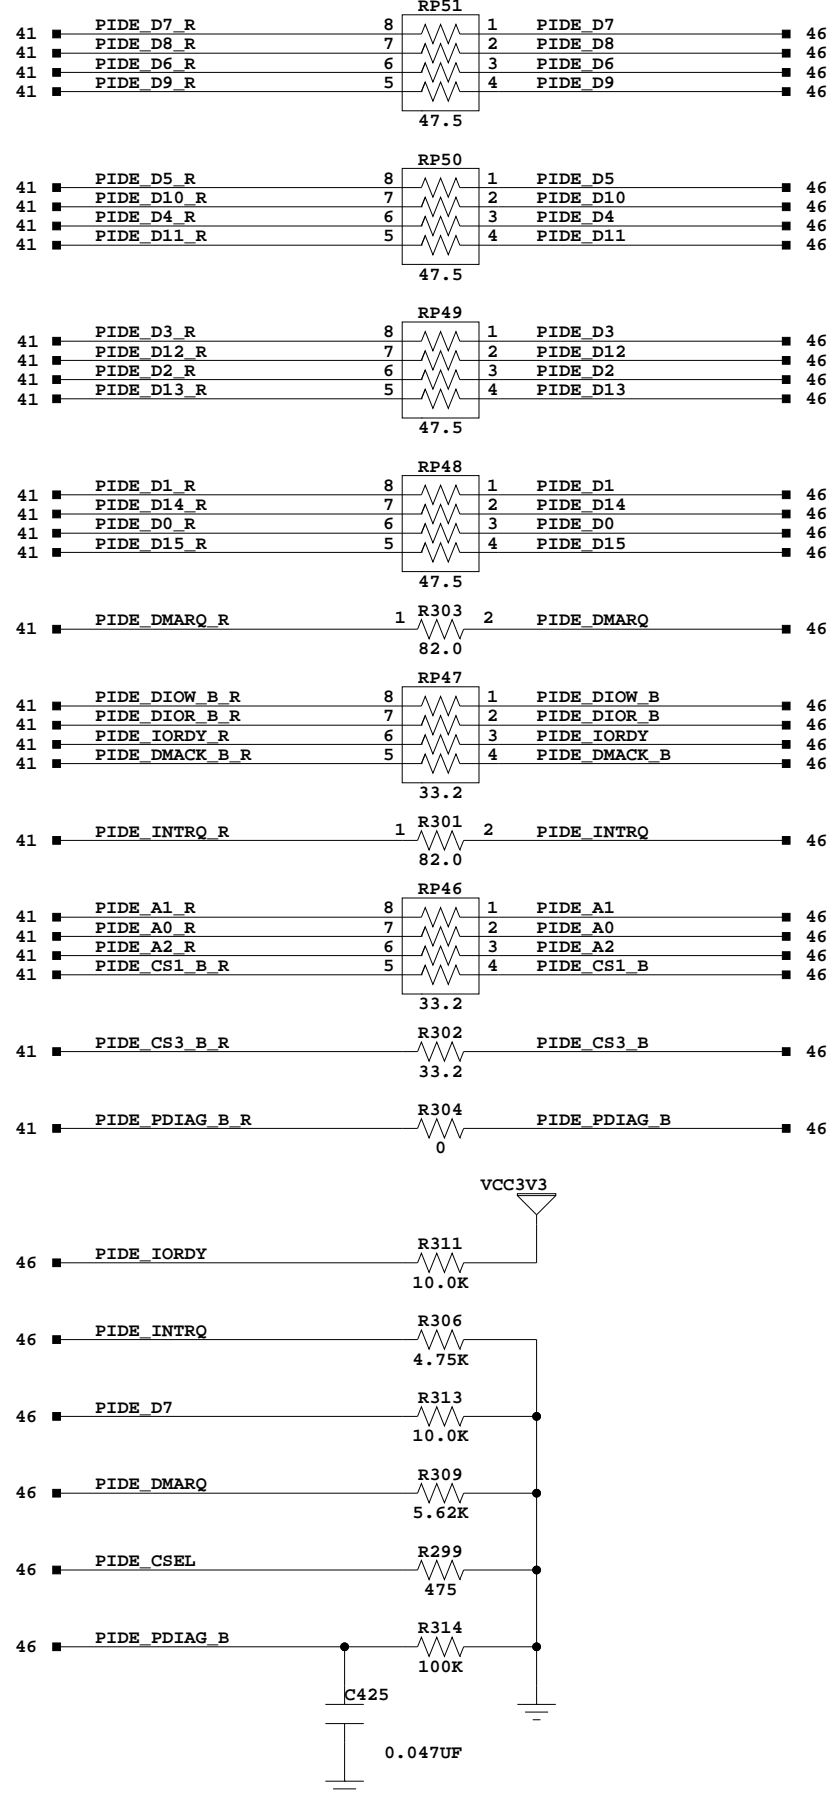 RP51
41 PIDE_D7_R 8 1 PIDE_D7 46
41 PIDE_D8_R 7 2 PIDE_D8 46
41 PIDE_D6_R 6 3 PIDE_D6 46
41 PIDE_D9_R 5 4 PIDE_D9 46
47.5
RP50
41 PIDE_D5_R 8 1 PIDE_D5 46
41 PIDE_D10_R 7 2 PIDE_D10 46
41 PIDE_D4_R 6 3 PIDE_D4 46
41 PIDE_D11_R 5 4 PIDE_D11 46
47.5
RP49
41 PIDE_D3_R 8 1 PIDE_D3 46
41 PIDE_D12_R 7 2 PIDE_D12 46
41 PIDE_D2_R 6 3 PIDE_D2 46
41 PIDE_D13_R 5 4 PIDE_D13 46
47.5
RP48
41 PIDE_D1_R 8 1 PIDE_D1 46
41 PIDE_D14_R 7 2 PIDE_D14 46
41 PIDE_D0_R 6 3 PIDE_D0 46
41 PIDE_D15_R 5 4 PIDE_D15 46
47.5
41 PIDE_DMARQ_R 1 R303 2 PIDE_DMARQ 46
82.0
RP47
41 PIDE_DIOW_B_R 8 1 PIDE_DIOW_B 46
41 PIDE_DIOR_B_R 7 2 PIDE_DIOR_B 46
41 PIDE_IORDY_R 6 3 PIDE_IORDY 46
41 PIDE_DMACK_B_R 5 4 PIDE_DMACK_B 46
33.2
41 PIDE_INTRQ_R 1 R301 2 PIDE_INTRQ 46
82.0
RP46
41 PIDE_A1_R 8 1 PIDE_A1 46
41 PIDE_A0_R 7 2 PIDE_A0 46
41 PIDE_A2_R 6 3 PIDE_A2 46
41 PIDE_CS1_B_R 5 4 PIDE_CS1_B 46
33.2
41 PIDE_CS3_B_R R302 PIDE_CS3_B 46
33.2
41 PIDE_PDIAG_B_R R304 PIDE_PDIAG_B 46
0
VCC3V3
46 PIDE_IORDY R311
10.0K
46 PIDE_INTRQ R306
4.75K
46 PIDE_D7 R313
10.0K
46 PIDE_DMARQ R309
5.62K
46 PIDE_CSEL R299
475
46 PIDE_PDIAG_B R314
100K
C425
0.047UF